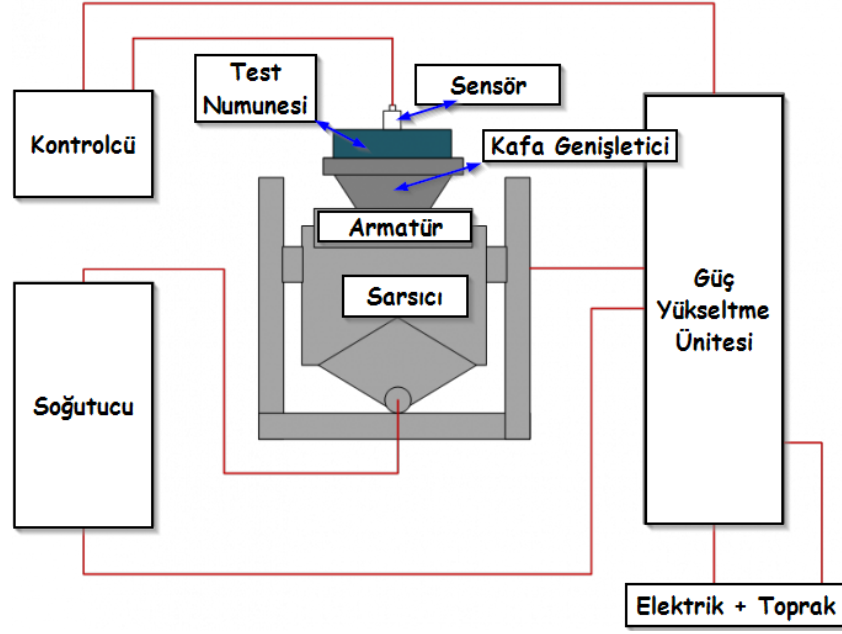 Test
Numunesi
Sensör
Kontrolcü
Kafa Genişletici
Armatür
Sarsıcı
Güç
Yükseltme
Ünitesi
Soğutucu
Elektrik + Toprak